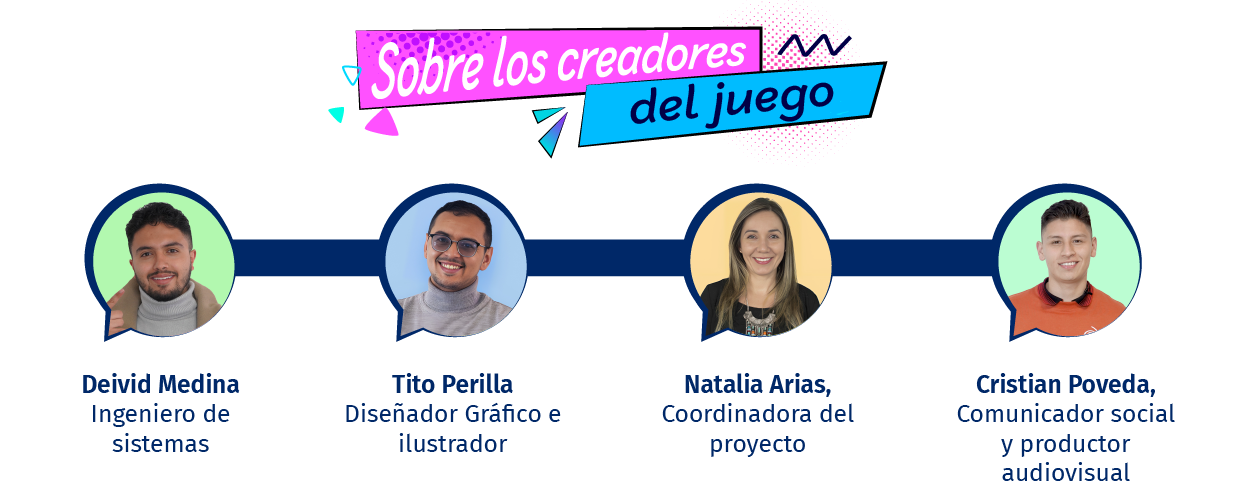 Sobre los creadores
del juego
Deivid Medina
Ingeniero de
sistemas
Tito Perilla
Diseñador Gráfico e
ilustrador
Natalia Arias,
Coordinadora del
proyecto
Cristian Poveda,
Comunicador social
y productor
audiovisual